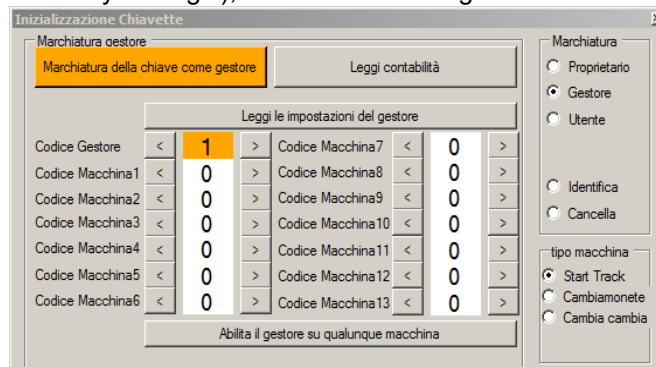 Inizializzazione Chiavette
Marchiatura gestore
Marchiatura della chiave come gestore
Leggi contabilità
Leggi le impostazioni del gestore
Codice Gestore < 1 > Codice Macchina7 < 0 >
Codice Macchina1 < 0 > Codice Macchina8 < 0 >
Codice Macchina2 < 0 > Codice Macchina9 < 0 >
Codice Macchina3 < 0 > Codice Macchina10 < 0 >
Codice Macchina4 < 0 > Codice Macchina11 < 0 >
Codice Macchina5 < 0 > Codice Macchina12 < 0 >
Codice Macchina6 < 0 > Codice Macchina13 < 0 >
Abilita il gestore su qualunque macchina
Marchiatura
Proprietario
Gestore
Utente
Identifica
Cancella
tipo macchina
Start Track
Cambiamonete
Cambia cambia